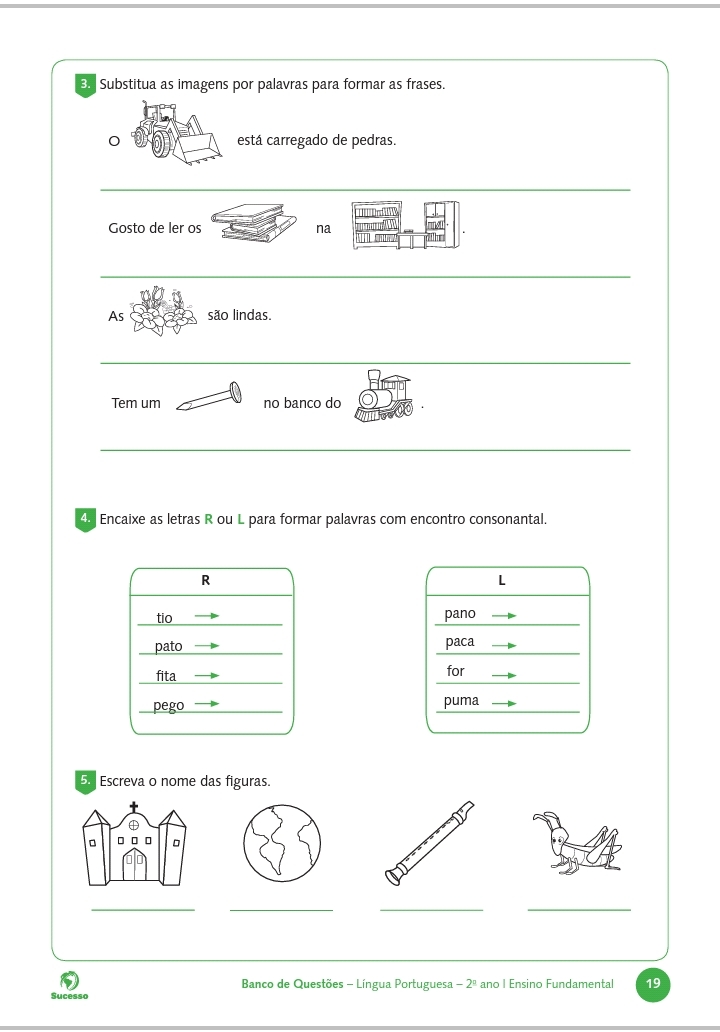 3. Substitua as imagens por palavras para formar as frases.
O está carregado de pedras.
Gosto de ler os na .
As são lindas.
Tem um no banco do .
4. Encaixe as letras R ou L para formar palavras com encontro consonantal.
R
tio
pato
fita
pego
L
pano
paca
for
puma
5. Escreva o nome das figuras.
Sucesso
Banco de Questões – Língua Portuguesa – 2º ano I Ensino Fundamental
19